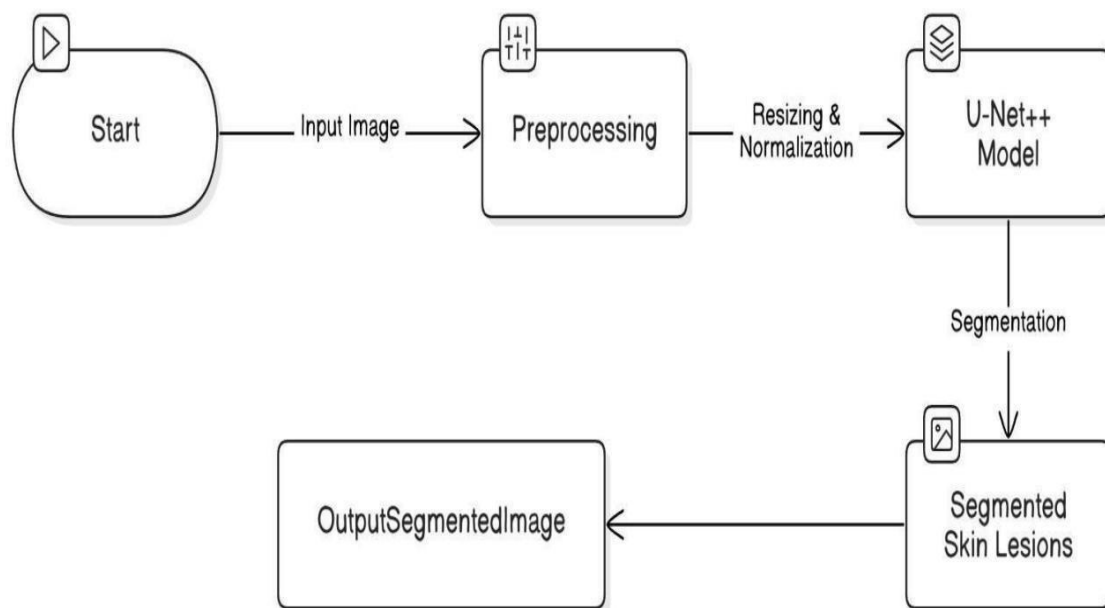 Start
Input Image
Preprocessing
Resizing &
Normalization
U-Net++
Model
Segmentation
Segmented
Skin Lesions
OutputSegmentedImage